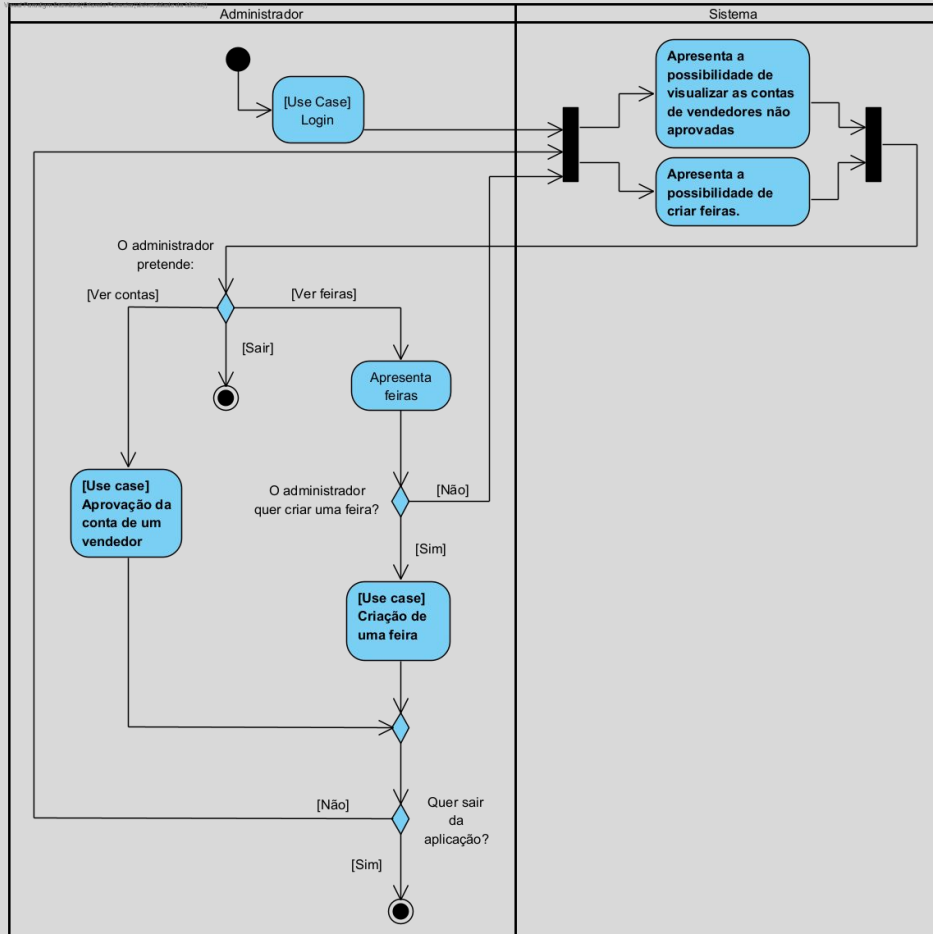 Administrador
Sistema
[Use Case]
Login
Apresenta a
possibilidade de
visualizar as contas
de vendedores não
aprovadas
Apresenta a
possibilidade de
criar feiras.
O administrador
pretende:
[Ver contas]
[Ver feiras]
[Sair]
Apresenta
feiras
[Use case]
Aprovação da
conta de um
vendedor
O administrador
quer criar uma feira?
[Não]
[Sim]
[Use case]
Criação de
uma feira
[Não]
Quer sair
da
aplicação?
[Sim]